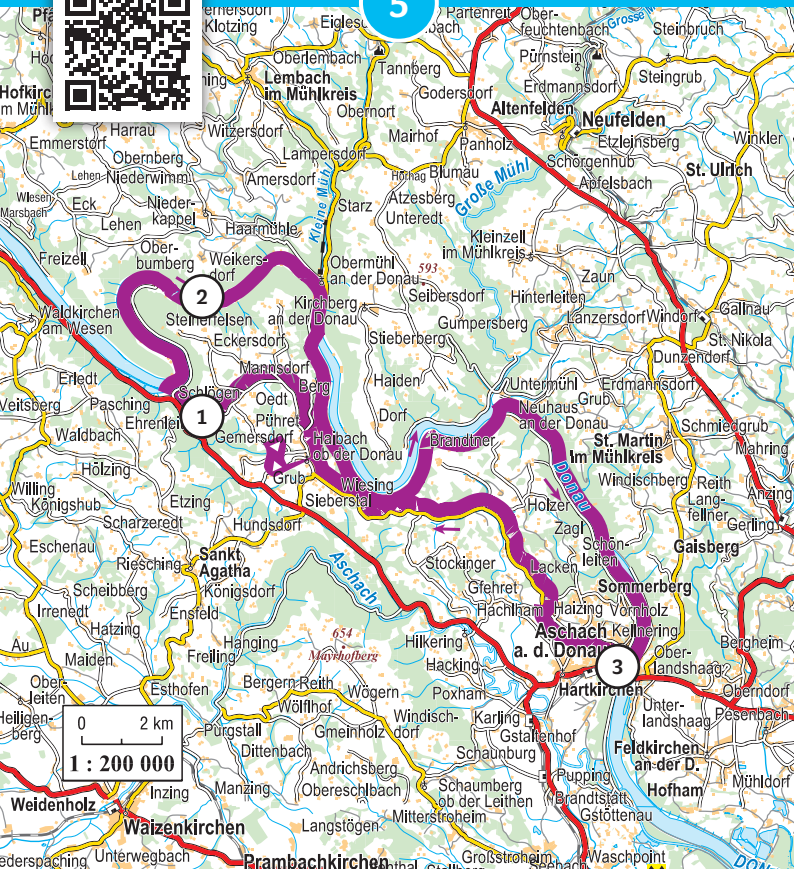 5
Klotzing
Partenreit
Ober-
feuchtenbach
Grosse
Steinbruch
Oberlembach
Tannberg
Pürnstein
Steingrub
Lembach
im Mühlkreis
Godersdorf
Erdmannsdorf
Obernort
Altenfelden
Neufelden
Harrau
Witzersdorf
Mairhof
Panholz
Etzleinsberg
Winkler
Emmerstorf
Obernberg
Lampersdorf
Schörgenhub
St. Ulrich
Lehen
Niederwimm.
Amersdorf
Höthag
Blumau
Große Mühl
Apfelsbach
Wiesen
Marsbach
Eck
Nieder-
kappel
Starz
Atzesberg
Lehen
Unteredt
Haarmühle
Kleine Mühl
Kleinzell
im Mühlkreis
Freizell
Ober-
bumberg
Weikers-
dorf
Obermühl
an der Donau
593
Zaun
2
Seibersdorf
Hinterleiten
Waldkirchen
am Wesen
Steinerfelsen
Kirchberg
an der Donau
Gumpersberg
Lanzersdorf
Windorf
Gallnau
Eckersdorf
Stieberberg
St. Nikola
Dunzendorf
Mannsdorf
Erledt
Schlögen
Berg
Haiden
Untermühl
Erdmannsdorf
Veitsberg
Pasching
1
Oedt
Neuhaus
an der Donau
Grub
Ehrenleit
Pühret
Dorf
Schmiedgrub
Waldbach
Gemersdorf
Haibach
ob der Donau
Brandtner
St. Martin
im Mühlkreis
Mahring
Hölzing
Grub
Wiesing
Donau
Windischberg
Reith
Anzing
Willing
Etzing
Sieberstal
Holzer
Lang-
fellner
Königshub
Scharzeredt
Hundsdorf
Zagl
Gerling
Eschenau
Schön-
leiten
Gaisberg
Riesching
Sankt
Agatha
Aschach
Stockinger
Lacken
Scheibberg
Königsdorf
Gfehret
Sommerberg
Irrenedt
Ensfeld
Hachlham
Haizing
Vornholz
Hatzing
654
Mayrhofberg
Aschach
a. d. Donau
Kellnering
Au
Hanging
Hilkering
Bergheim
Maiden
Freiling
Hacking
3
Ober-
landshaag
Ober-
leiten
Esthofen
Bergern
Reith
Wögern
Poxham
Hartkirchen
Oberndorf
Heiligen-
berg
0 2 km
Wölflhof
Windisch-
dorf
Karling
Unter-
landshaag
Pesenbach
Purgstall
Gmeinholz
Gstaltenhof
1 : 200 000
Dittenbach
Schaunburg
Feldkirchen
an der D.
Andrichsberg
Pupping
Mühldorf
Weidenholz
Inzing
Manzing
Obereschlbach
Schaumberg
ob der Leithen
Brandtstätt
Hofham
Gstöttenau
Waizenkirchen
Langstögen
Mitterstroheim
Unterwegbach
Prambachkirchen
Großstroheim
Waschpoint